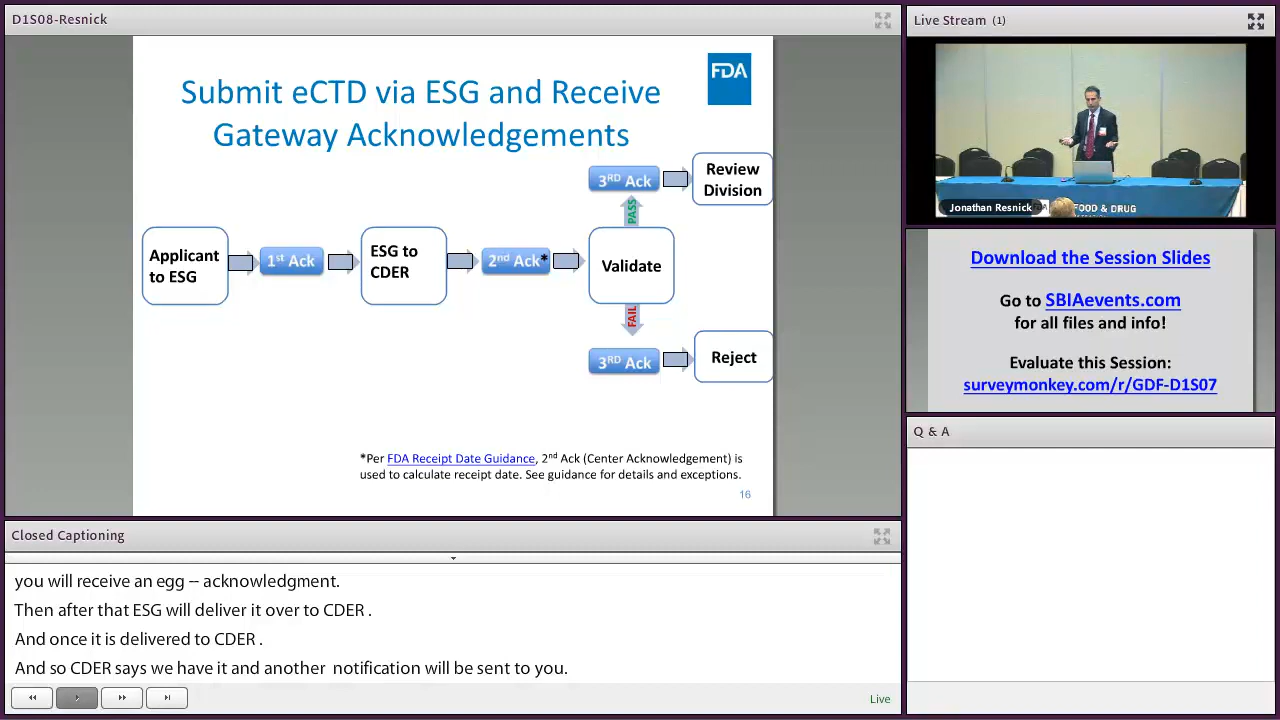 D1S08-Resnick
Submit eCTD via ESG and Receive
Gateway Acknowledgements
FDA
Applicant
to ESG
1st Ack
ESG to
CDER
2nd Ack*
Validate
PASS
3RD Ack
Review
Division
FAIL
3RD Ack
Reject
*Per FDA Receipt Date Guidance, 2nd Ack (Center Acknowledgement) is
used to calculate receipt date. See guidance for details and exceptions.
16
Live Stream (1)
Jonathan Resnick
FOOD & DRUG
Download the Session Slides
Go to SBIAevents.com
for all files and info!
Evaluate this Session:
surveymonkey.com/r/GDF-D1S07
Q & A
Closed Captioning
you will receive an egg -- acknowledgment.
Then after that ESG will deliver it over to CDER .
And once it is delivered to CDER .
And so CDER says we have it and another notification will be sent to you.
Live